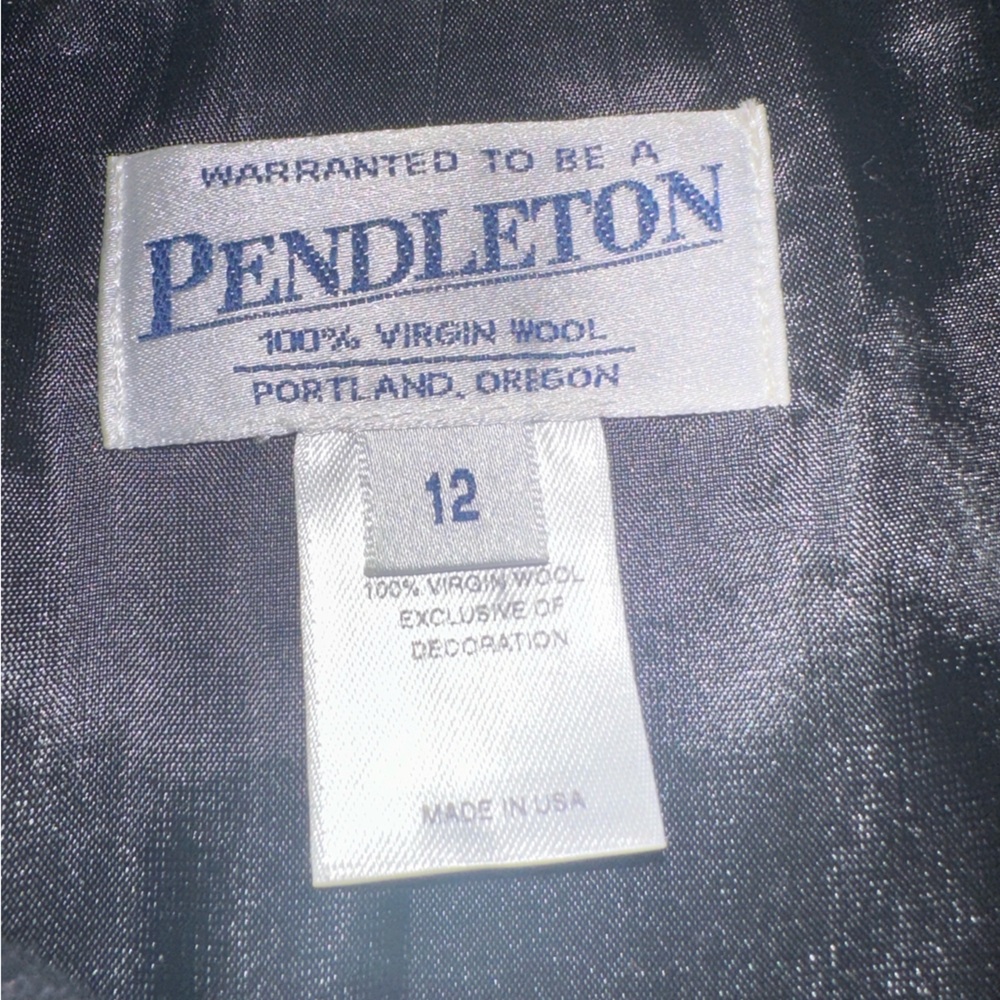 WARRANTED TO BE A
PENDLETON
100% VIRGIN WOOL
PORTLAND, OREGON
12
100% VIRGIN WOOL
EXCLUSIVE OF
DECORATION
MADE IN USA